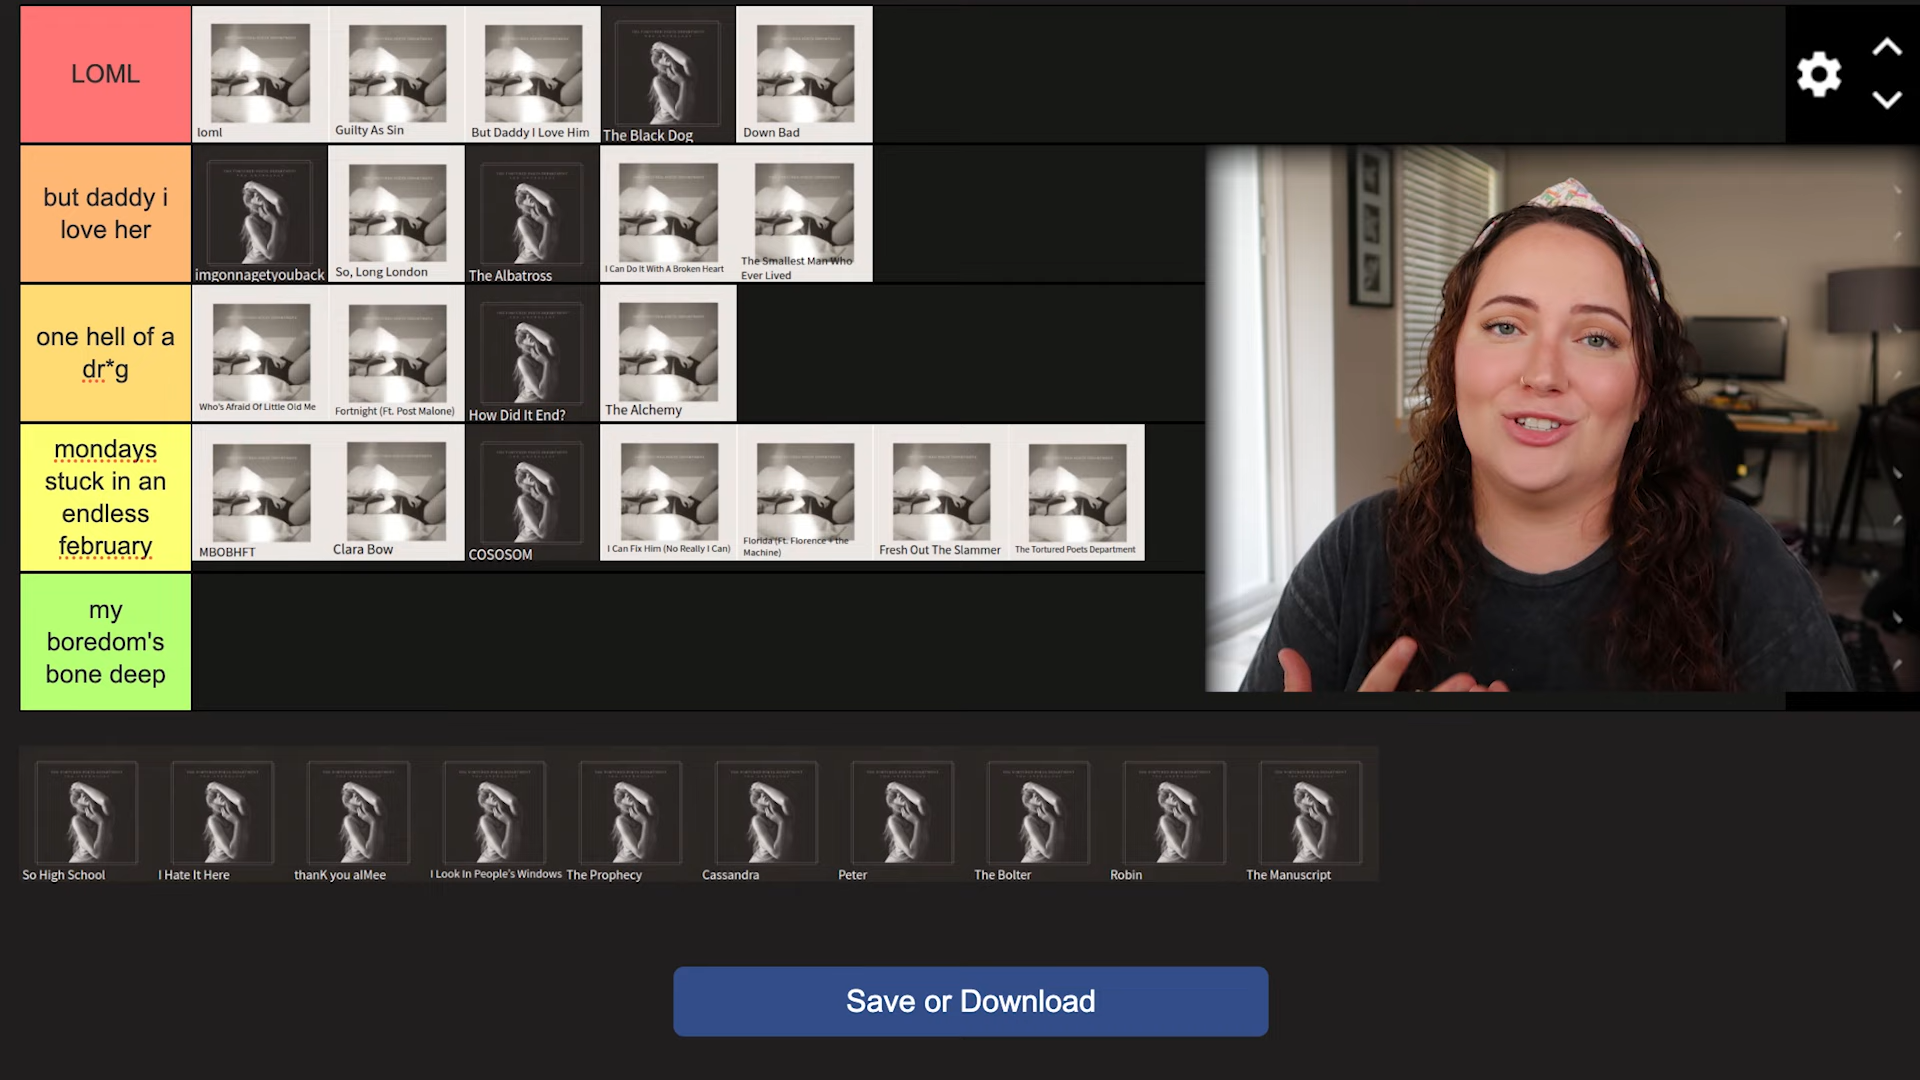 LOML
loml
Guilty As Sin
But Daddy I Love Him
The Black Dog
Down Bad
but daddy i
love her
imgonnagetyouback
So, Long London
The Albatross
I Can Do It With A Broken Heart
The Smallest Man Who
Ever Lived
one hell of a
dr*g
Who's Afraid Of Little Old Me
Fortnight (Ft. Post Malone)
How Did It End?
The Alchemy
mondays
stuck in an
endless
february
MBOBHFT
Clara Bow
COSOSOM
I Can Fix Him (No Really I Can)
Florida (Ft. Florence + the
Machine)
Fresh Out The Slammer
The Tortured Poets Department
my
boredom's
bone deep
So High School
I Hate It Here
thanK you aIMee
I Look In People's Windows
The Prophecy
Cassandra
Peter
The Bolter
Robin
The Manuscript
Save or Download